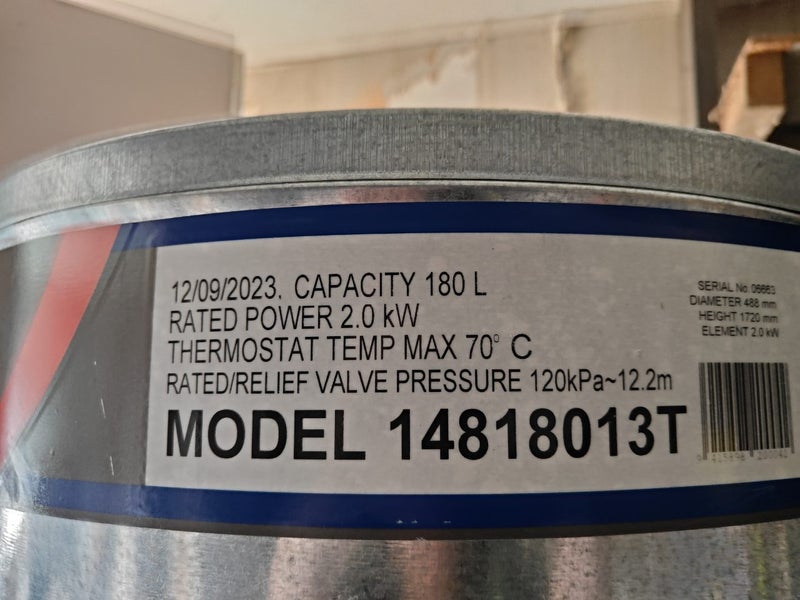 12/09/2023, CAPACITY 180 L
RATED POWER 2.0 kW
THERMOSTAT TEMP MAX 70° C
RATED/RELIEF VALVE PRESSURE 120kPa~12.2m
MODEL 14818013T
SERIAL No 06663
DIAMETER 488 mm
HEIGHT 1720 mm
ELEMENT 2.0 kW